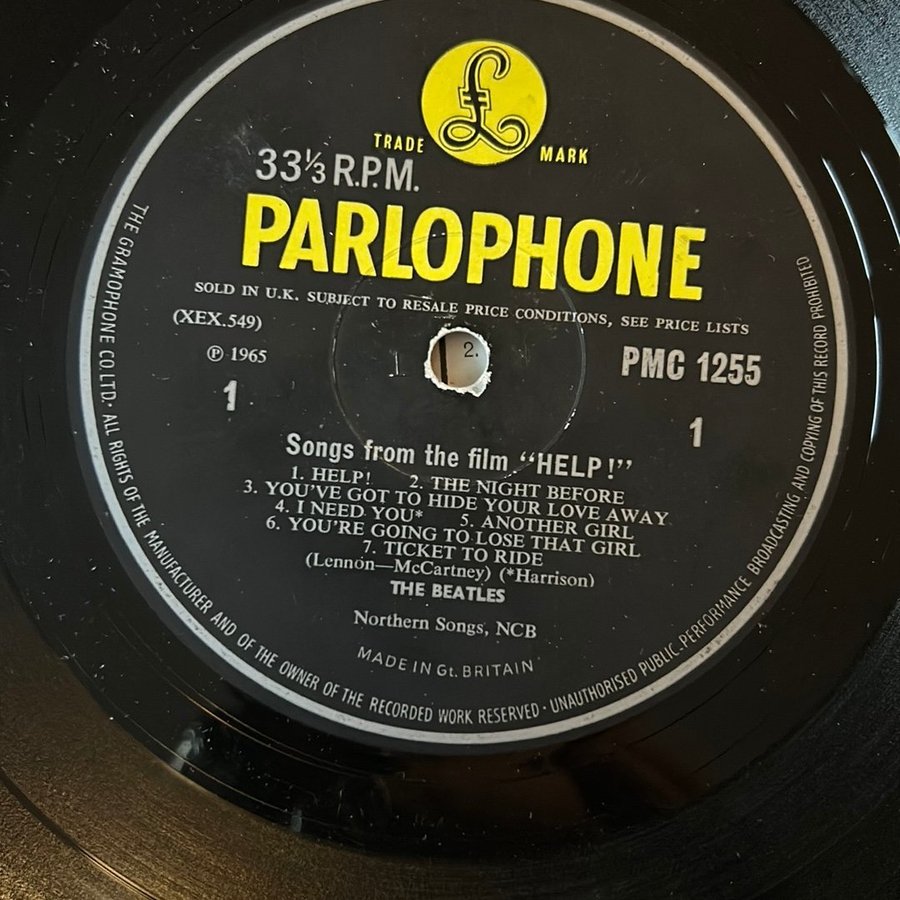 £
TRADE MARK
33⅓ R.P.M.
PARLOPHONE
SOLD IN U.K. SUBJECT TO RESALE PRICE CONDITIONS, SEE PRICE LISTS
(XEX.549)
℗ 1965
PMC 1255
1
1
2.
Songs from the film "HELP!"
1. HELP! 2. THE NIGHT BEFORE
3. YOU'VE GOT TO HIDE YOUR LOVE AWAY
4. I NEED YOU* 5. ANOTHER GIRL
6. YOU'RE GOING TO LOSE THAT GIRL
7. TICKET TO RIDE
(Lennon—McCartney) (*Harrison)
THE BEATLES
Northern Songs, NCB
MADE IN Gt. BRITAIN
THE GRAMOPHONE CO. LTD. · ALL RIGHTS OF THE MANUFACTURER AND OF THE OWNER OF THE RECORDED WORK RESERVED · UNAUTHORISED PUBLIC PERFORMANCE BROADCASTING AND COPYING OF THIS RECORD PROHIBITED